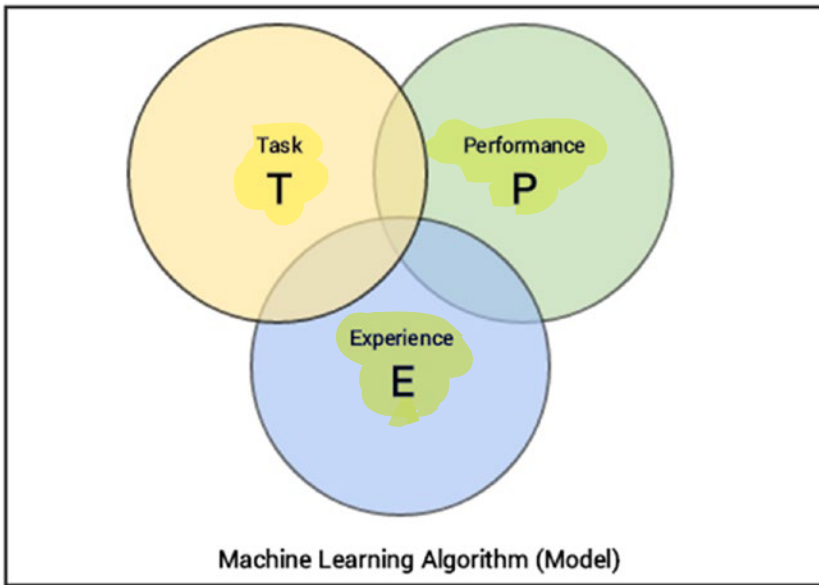 Task
T
Performance
P
Experience
E
Machine Learning Algorithm (Model)